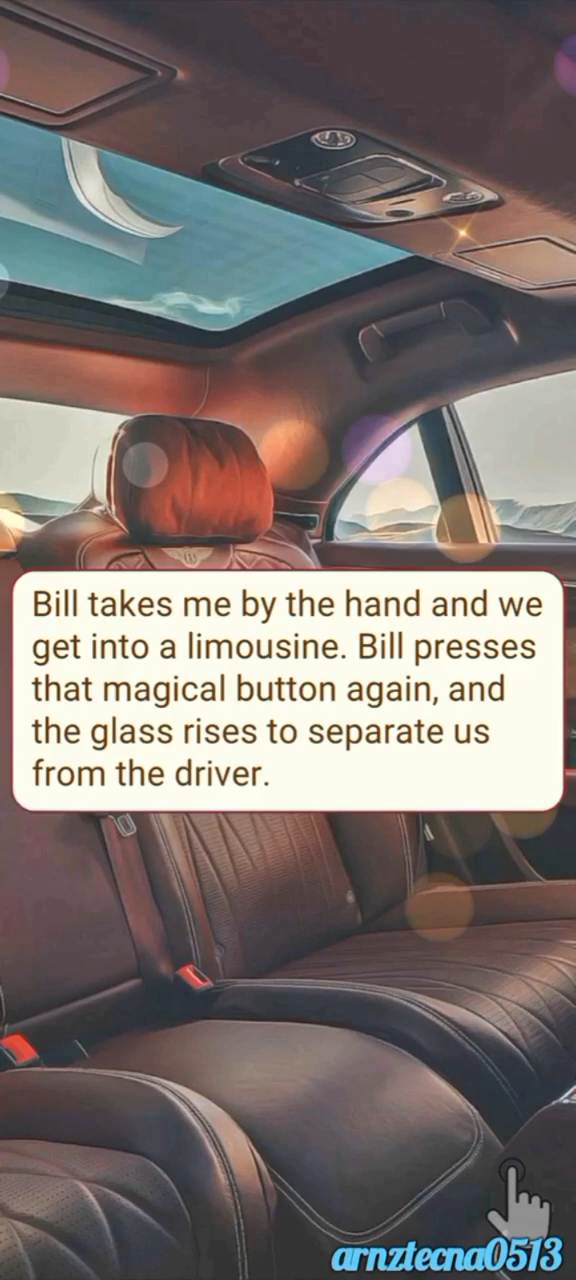 Bill takes me by the hand and we
get into a limousine. Bill presses
that magical button again, and
the glass rises to separate us
from the driver.
arnztecna0513